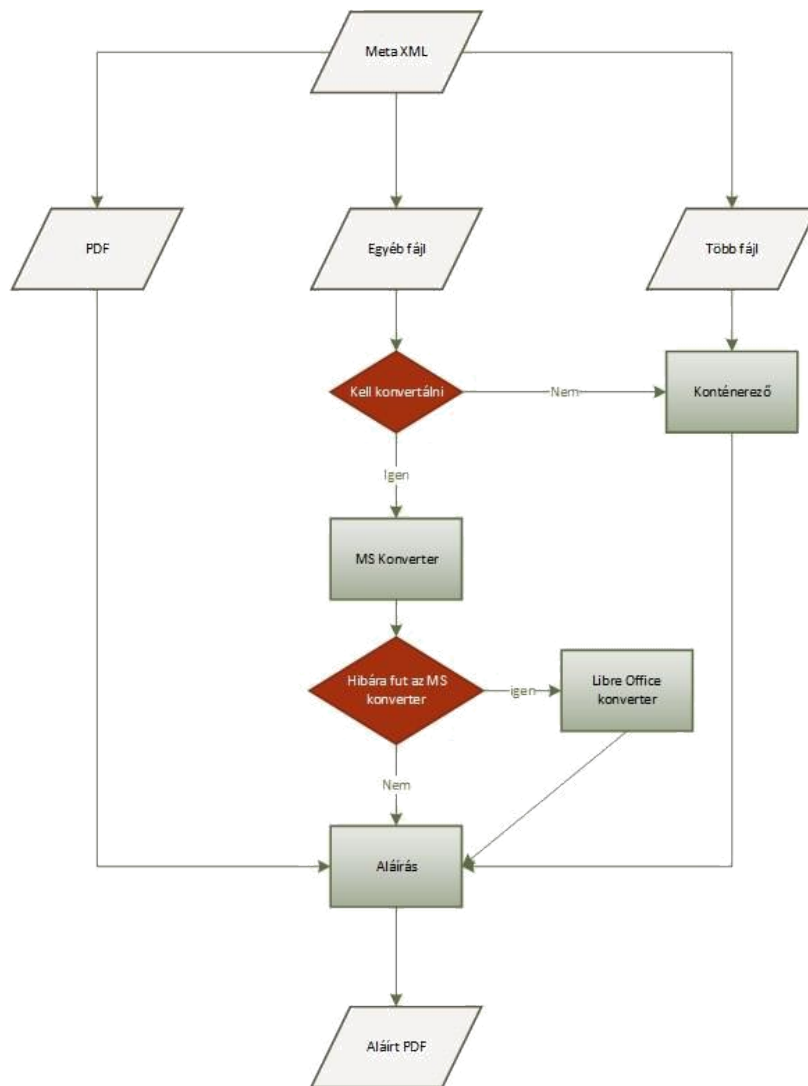 Meta XML
PDF
Egyéb fájl
Több fájl
Kell konvertálni
Nem
Konténerező
Igen
MS Konverter
Hibára fut az MS
konverter
igen
Libre Office
konverter
Nem
Aláírás
Aláírt PDF